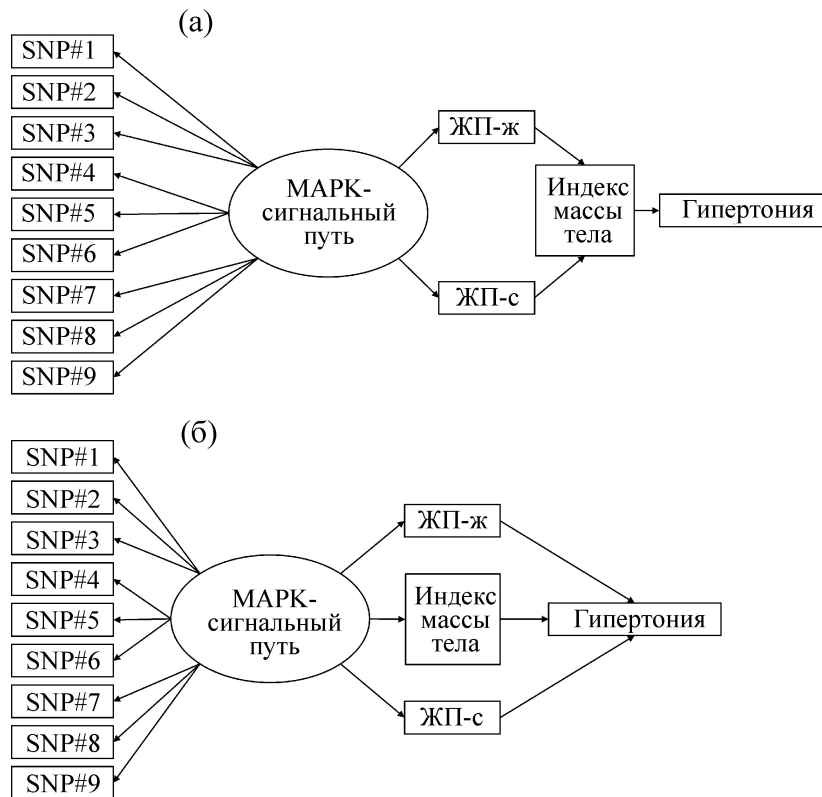 (а)
SNP#1
SNP#2
SNP#3
SNP#4
SNP#5
SNP#6
SNP#7
SNP#8
SNP#9
МАРК-
сигнальный
путь
ЖП-ж
ЖП-с
Индекс
массы
тела
Гипертония
(б)
SNP#1
SNP#2
SNP#3
SNP#4
SNP#5
SNP#6
SNP#7
SNP#8
SNP#9
МАРК-
сигнальный
путь
ЖП-ж
Индекс
массы
тела
ЖП-с
Гипертония